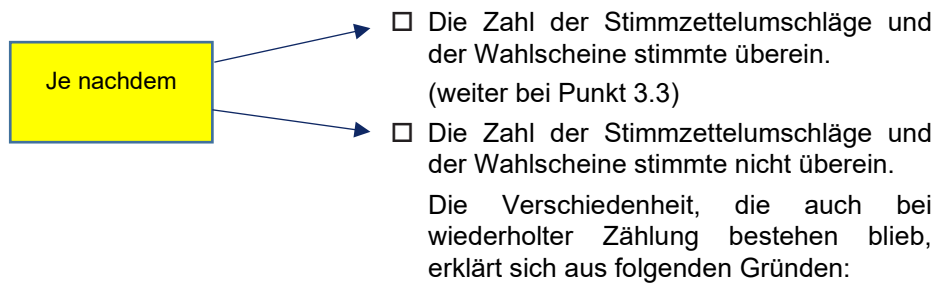 Je nachdem
☐ Die Zahl der Stimmzettelumschläge und
der Wahlscheine stimmte überein.
(weiter bei Punkt 3.3)
☐ Die Zahl der Stimmzettelumschläge und
der Wahlscheine stimmte nicht überein.
Die Verschiedenheit, die auch bei
wiederholter Zählung bestehen blieb,
erklärt sich aus folgenden Gründen: